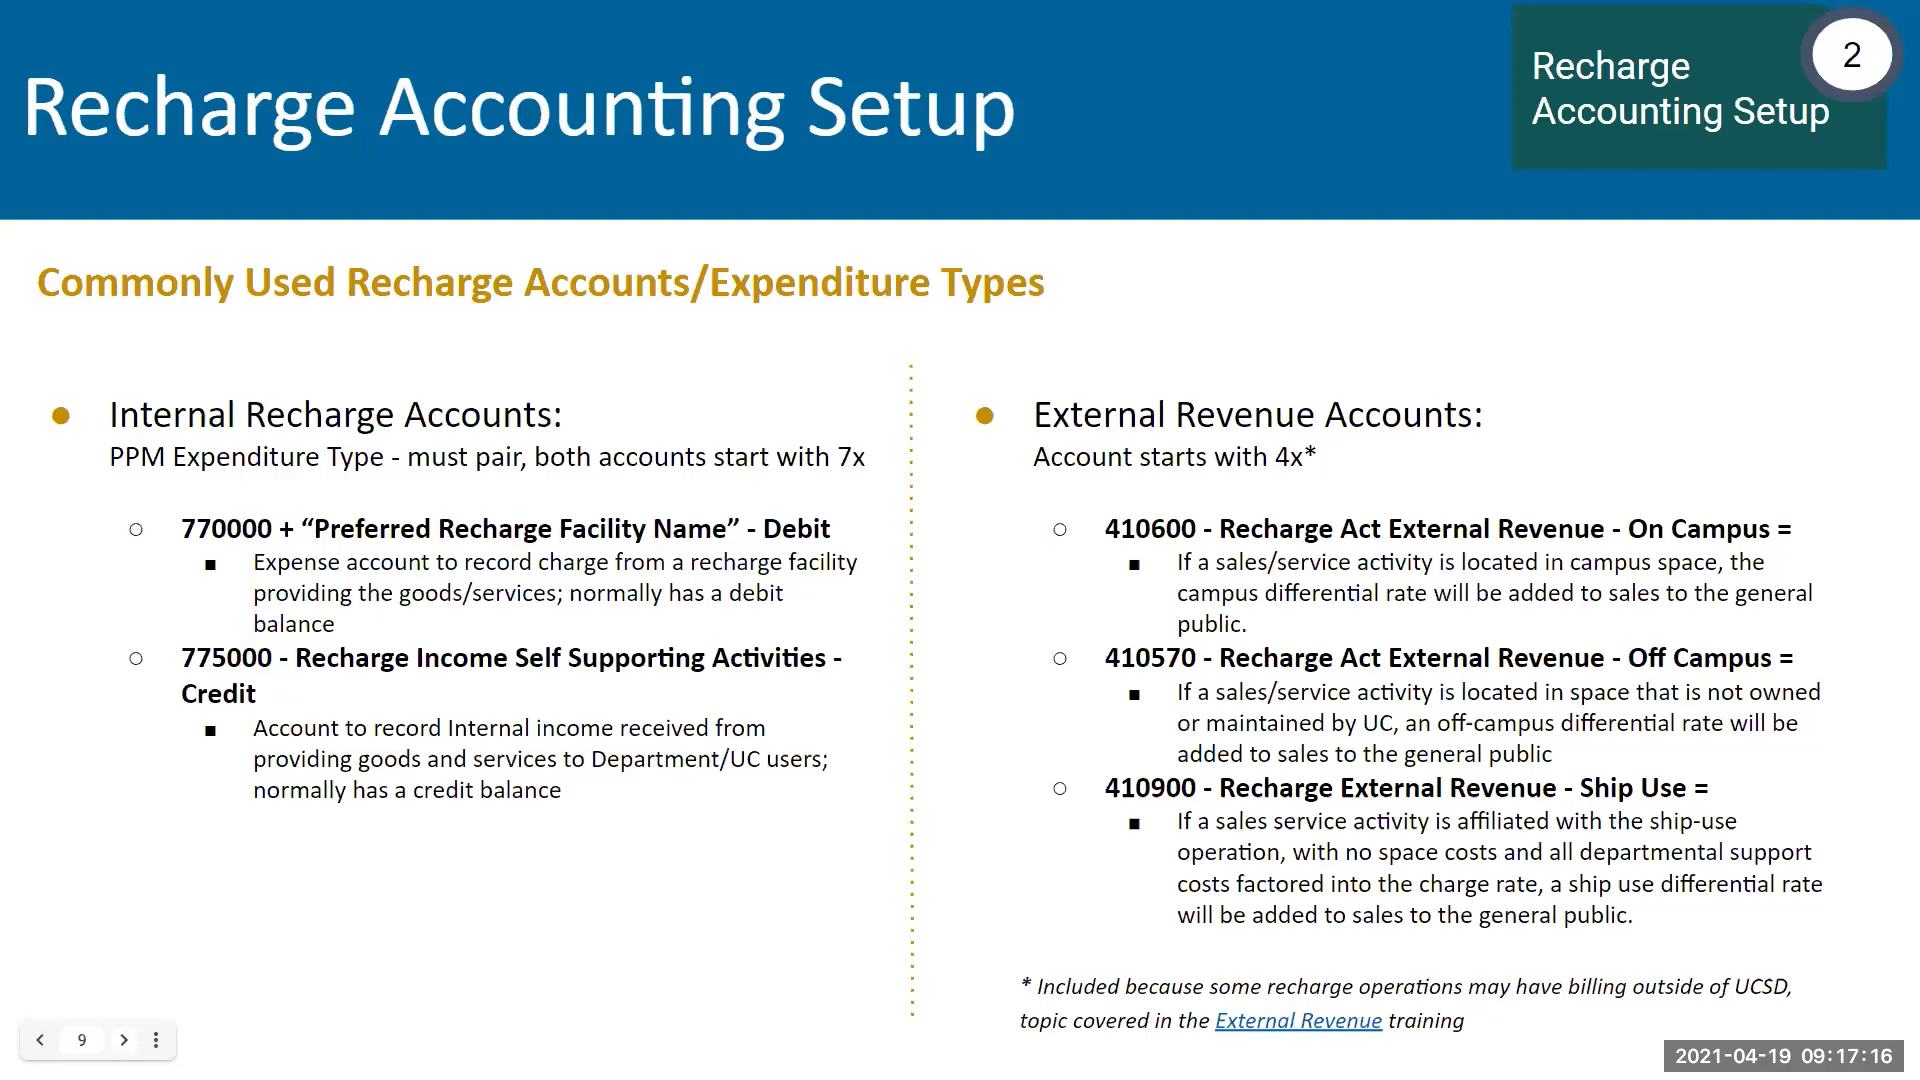 Recharge Accounting Setup
Recharge
Accounting Setup
2
Commonly Used Recharge Accounts/Expenditure Types
● Internal Recharge Accounts:
PPM Expenditure Type - must pair, both accounts start with 7x
○ 770000 + “Preferred Recharge Facility Name” - Debit
■ Expense account to record charge from a recharge facility
providing the goods/services; normally has a debit
balance
○ 775000 - Recharge Income Self Supporting Activities -
Credit
■ Account to record Internal income received from
providing goods and services to Department/UC users;
normally has a credit balance
● External Revenue Accounts:
Account starts with 4x*
○ 410600 - Recharge Act External Revenue - On Campus =
■ If a sales/service activity is located in campus space, the
campus differential rate will be added to sales to the general
public.
○ 410570 - Recharge Act External Revenue - Off Campus =
■ If a sales/service activity is located in space that is not owned
or maintained by UC, an off-campus differential rate will be
added to sales to the general public
○ 410900 - Recharge External Revenue - Ship Use =
■ If a sales service activity is affiliated with the ship-use
operation, with no space costs and all departmental support
costs factored into the charge rate, a ship use differential rate
will be added to sales to the general public.
* Included because some recharge operations may have billing outside of UCSD,
topic covered in the External Revenue training
9
2021-04-19 09:17:16